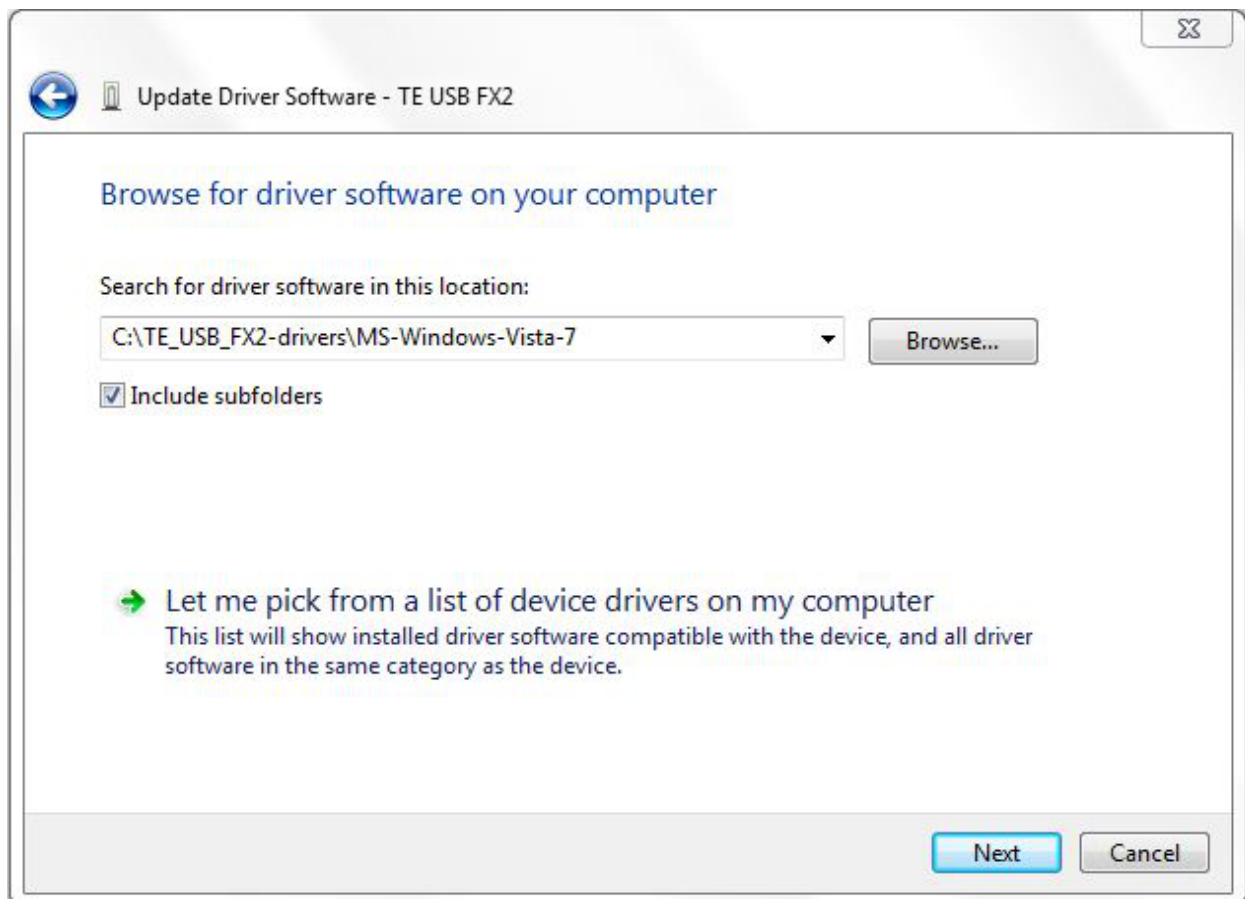 Update Driver Software - TE USB FX2
Browse for driver software on your computer
Search for driver software in this location:
C:\TE_USB_FX2-drivers\MS-Windows-Vista-7
Browse...
Include subfolders
Let me pick from a list of device drivers on my computer
This list will show installed driver software compatible with the device, and all driver
software in the same category as the device.
Next
Cancel